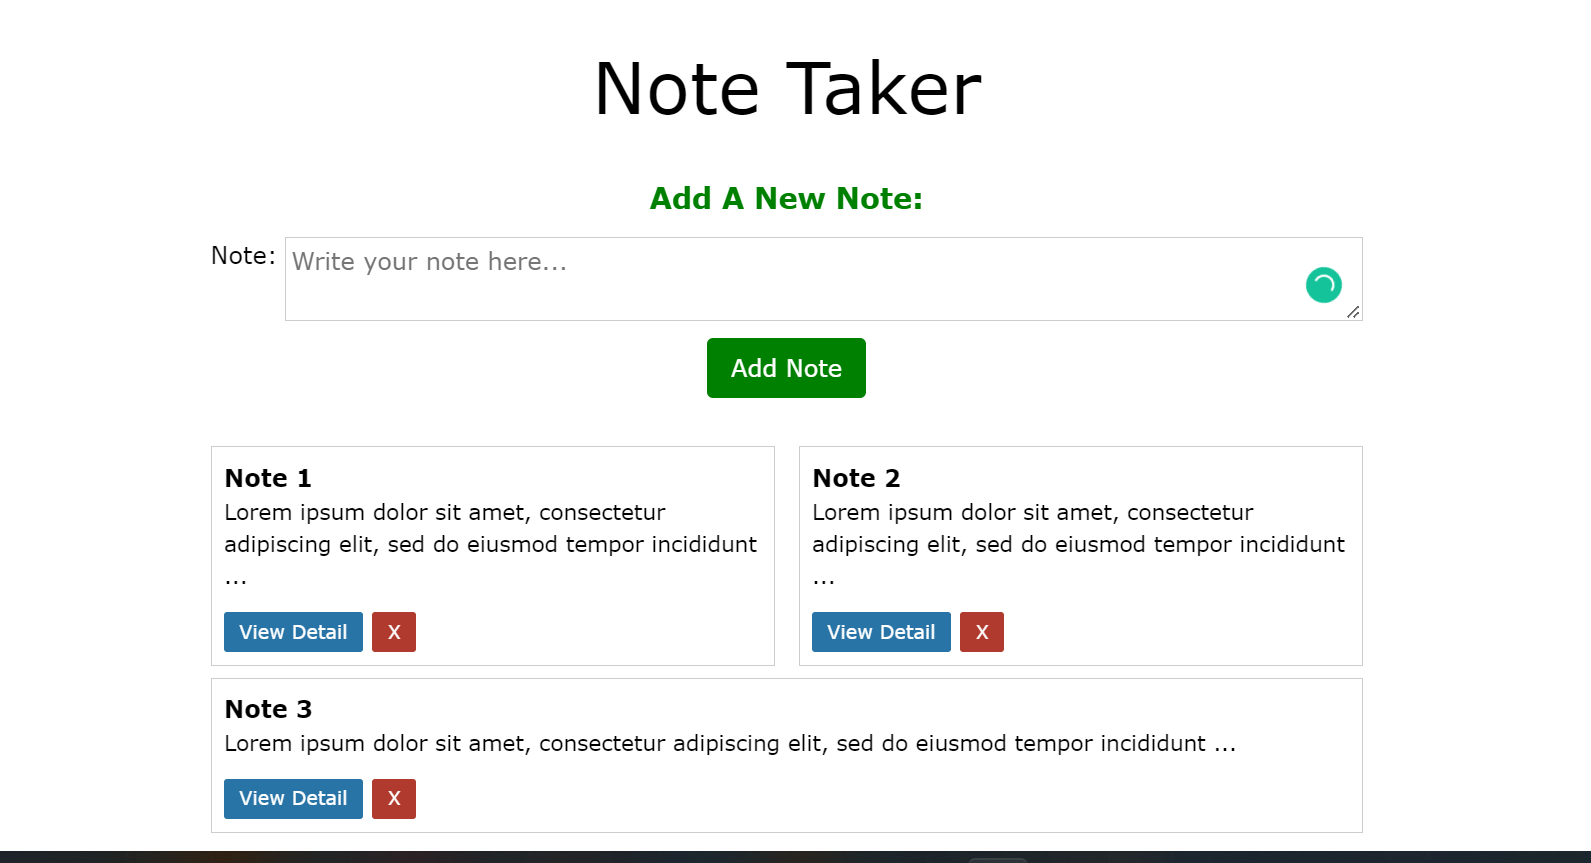 Note Taker
Add A New Note:
Note:
Write your note here...
Add Note
Note 1
Lorem ipsum dolor sit amet, consectetur
adipiscing elit, sed do eiusmod tempor incididunt
...
View Detail
X
Note 2
Lorem ipsum dolor sit amet, consectetur
adipiscing elit, sed do eiusmod tempor incididunt
...
View Detail
X
Note 3
Lorem ipsum dolor sit amet, consectetur adipiscing elit, sed do eiusmod tempor incididunt ...
View Detail
X